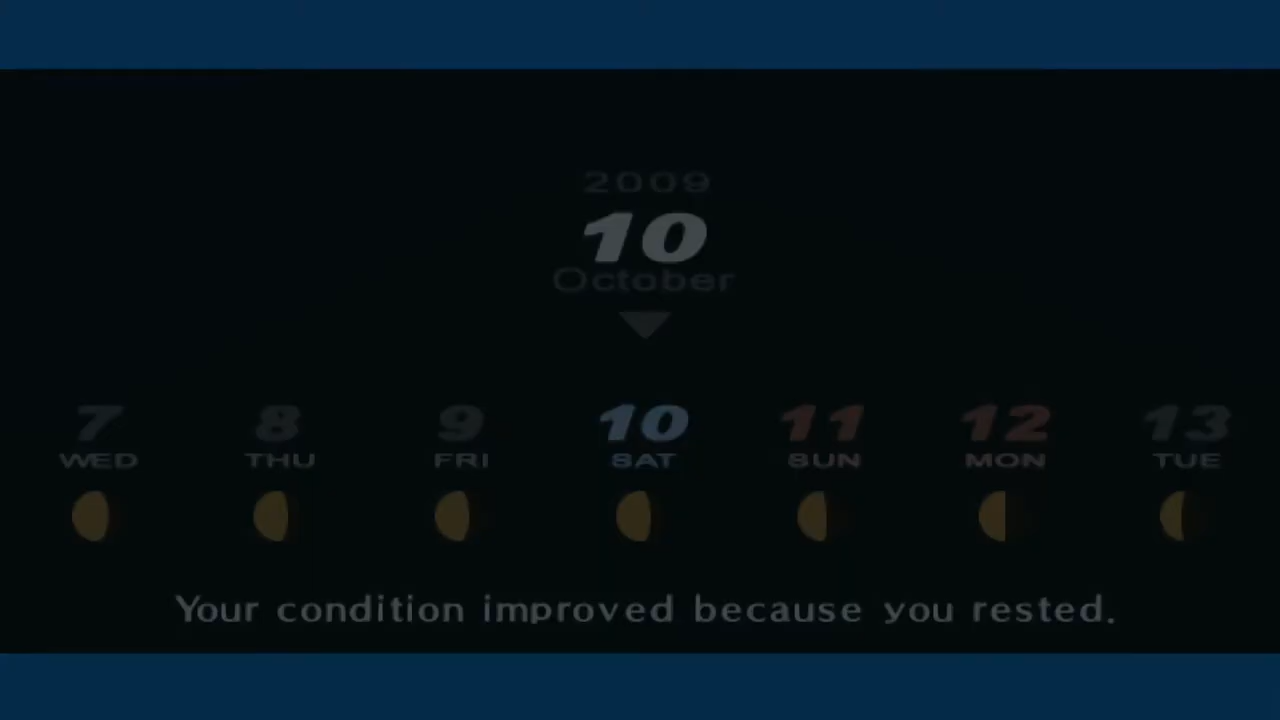 2009
10
October
7 8 9 10 11 12 13
WED THU FRI SAT SUN MON TUE
Your condition improved because you rested.